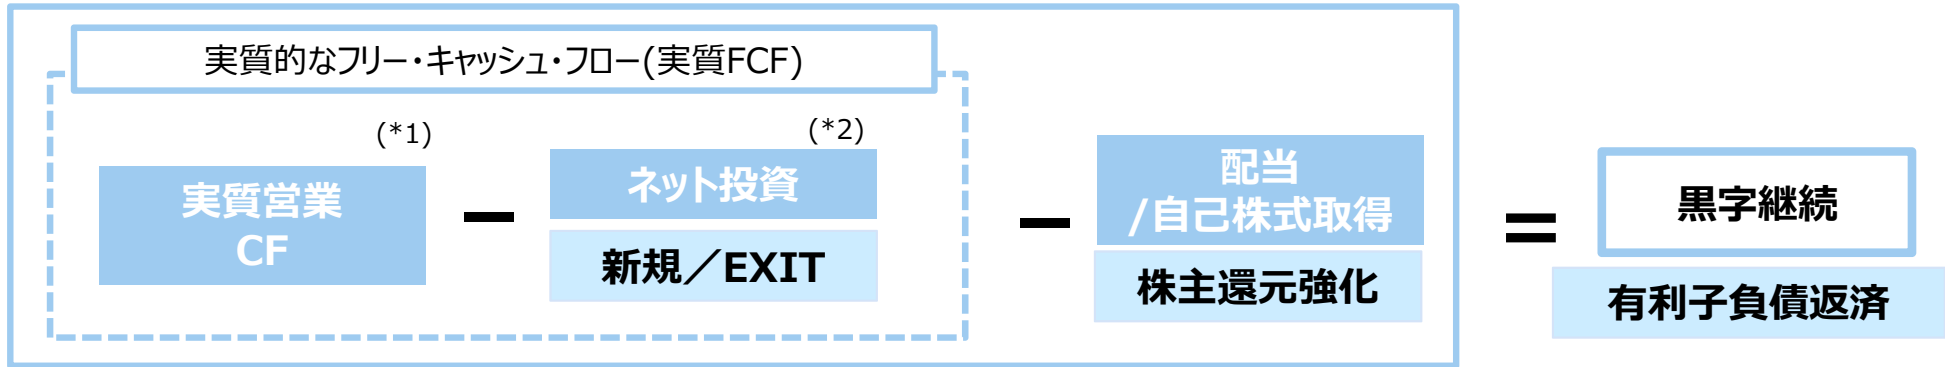 実質的なフリー・キャッシュ・フロー(実質FCF)
(*1)
実質営業
CF
ー
(*2)
ネット投資
新規／EXIT
ー
配当
/自己株式取得
株主還元強化
＝
黒字継続
有利子負債返済